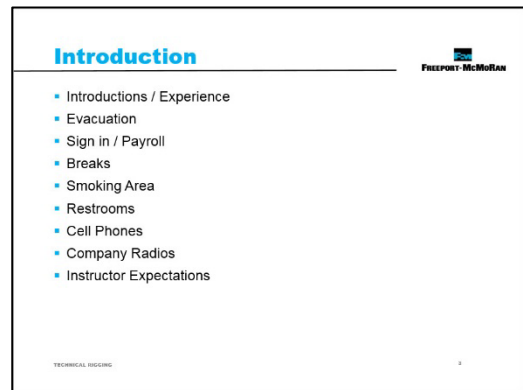 Introduction
FCX
FREEPORT-MCMORAN
Introductions / Experience
Evacuation
Sign in / Payroll
Breaks
Smoking Area
Restrooms
Cell Phones
Company Radios
Instructor Expectations
TECHNICAL RIGGING